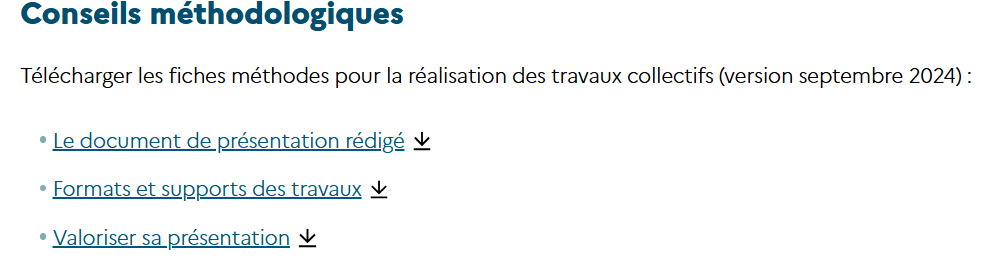 Conseils méthodologiques
Télécharger les fiches méthodes pour la réalisation des travaux collectifs (version septembre 2024) :
• Le document de présentation rédigé
• Formats et supports des travaux
• Valoriser sa présentation